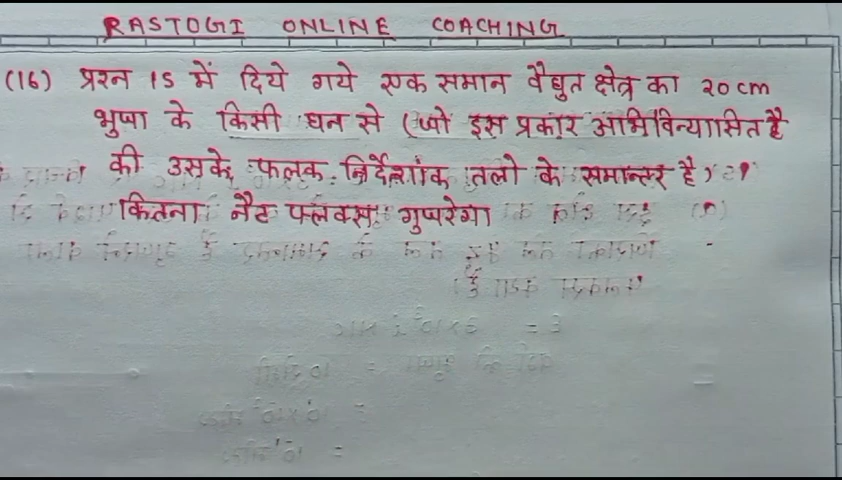 RASTOGI ONLINE COACHING
(16) प्रश्न 15 में दिये गये एक समान वैद्युत क्षेत्र का 20 cm
भुजा के किसी घन से (जो इस प्रकार अभिविन्यासित है
की उसके फलक निर्देशांक तलो के समान्तर है)
कितना नैट फ्लक्स गुजरेगा